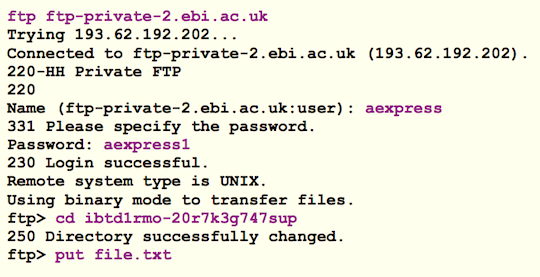 ftp ftp-private-2.ebi.ac.uk
Trying 193.62.192.202...
Connected to ftp-private-2.ebi.ac.uk (193.62.192.202).
220-HH Private FTP
220
Name (ftp-private-2.ebi.ac.uk:user): aexpress
331 Please specify the password.
Password: aexpress1
230 Login successful.
Remote system type is UNIX.
Using binary mode to transfer files.
ftp> cd ibtd1rmo-20r7k3g747sup
250 Directory successfully changed.
ftp> put file.txt